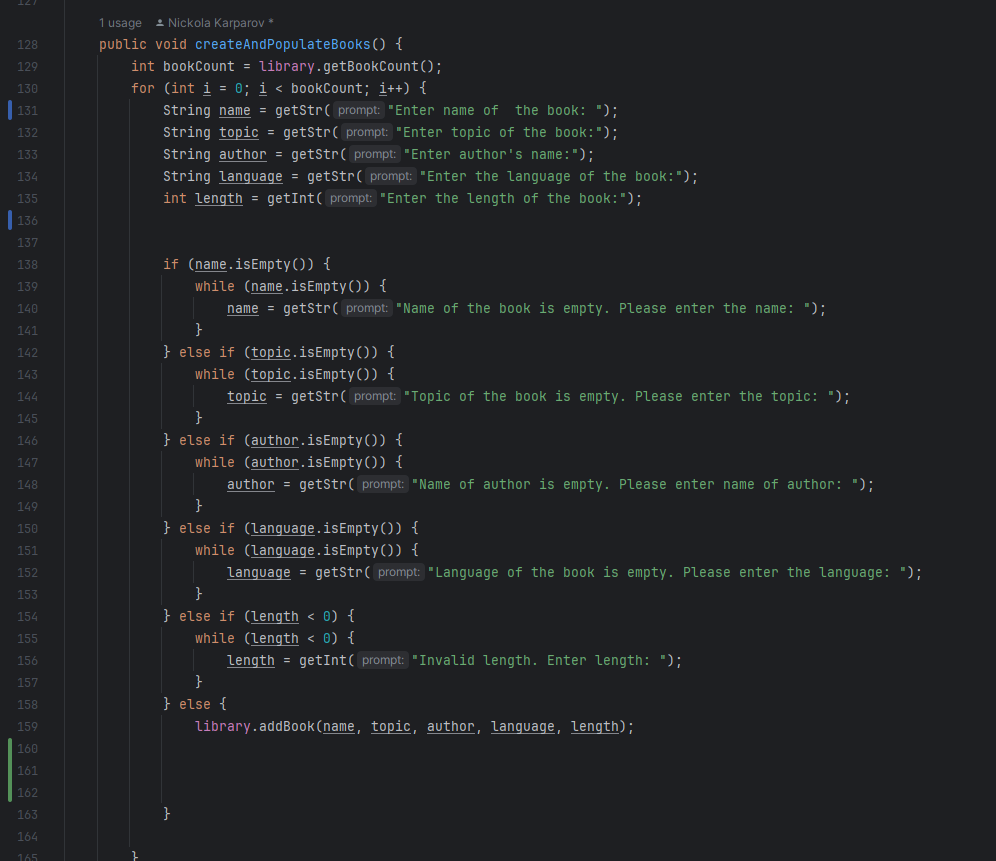 127
1 usage Nickola Karparov *
128 public void createAndPopulateBooks() {
129 int bookCount = library.getBookCount();
130 for (int i = 0; i < bookCount; i++) {
131 String name = getStr( prompt: "Enter name of  the book: ");
132 String topic = getStr( prompt: "Enter topic of the book:");
133 String author = getStr( prompt: "Enter author's name:");
134 String language = getStr( prompt: "Enter the language of the book:");
135 int length = getInt( prompt: "Enter the length of the book:");
136
137
138 if (name.isEmpty()) {
139 while (name.isEmpty()) {
140 name = getStr( prompt: "Name of the book is empty. Please enter the name: ");
141 }
142 } else if (topic.isEmpty()) {
143 while (topic.isEmpty()) {
144 topic = getStr( prompt: "Topic of the book is empty. Please enter the topic: ");
145 }
146 } else if (author.isEmpty()) {
147 while (author.isEmpty()) {
148 author = getStr( prompt: "Name of author is empty. Please enter name of author: ");
149 }
150 } else if (language.isEmpty()) {
151 while (language.isEmpty()) {
152 language = getStr( prompt: "Language of the book is empty. Please enter the language: ");
153 }
154 } else if (length < 0) {
155 while (length < 0) {
156 length = getInt( prompt: "Invalid length. Enter length: ");
157 }
158 } else {
159 library.addBook(name, topic, author, language, length);
160
161
162
163 }
164
165 }